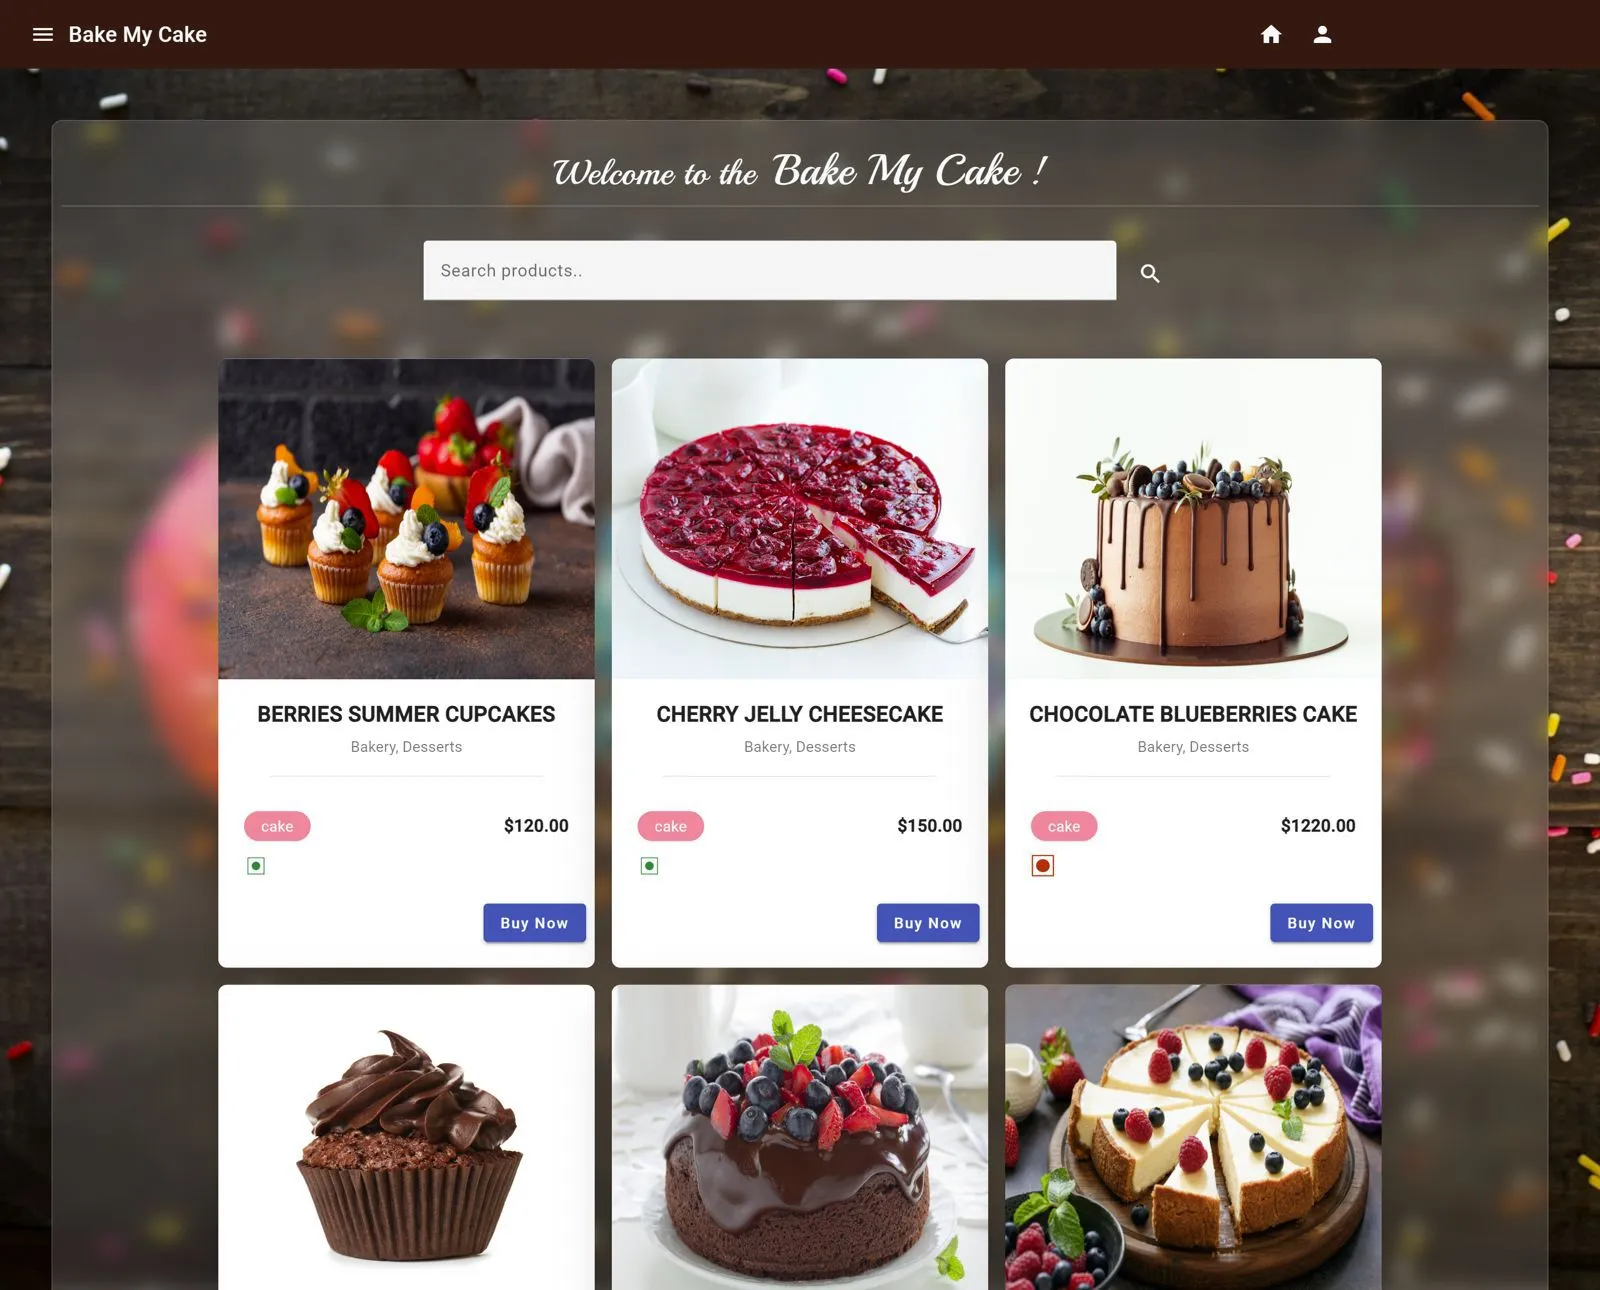 Bake My Cake
Welcome to the Bake My Cake !
Search products..
BERRIES SUMMER CUPCAKES
Bakery, Desserts
cake
$120.00
Buy Now
CHERRY JELLY CHEESECAKE
Bakery, Desserts
cake
$150.00
Buy Now
CHOCOLATE BLUEBERRIES CAKE
Bakery, Desserts
cake
$1220.00
Buy Now